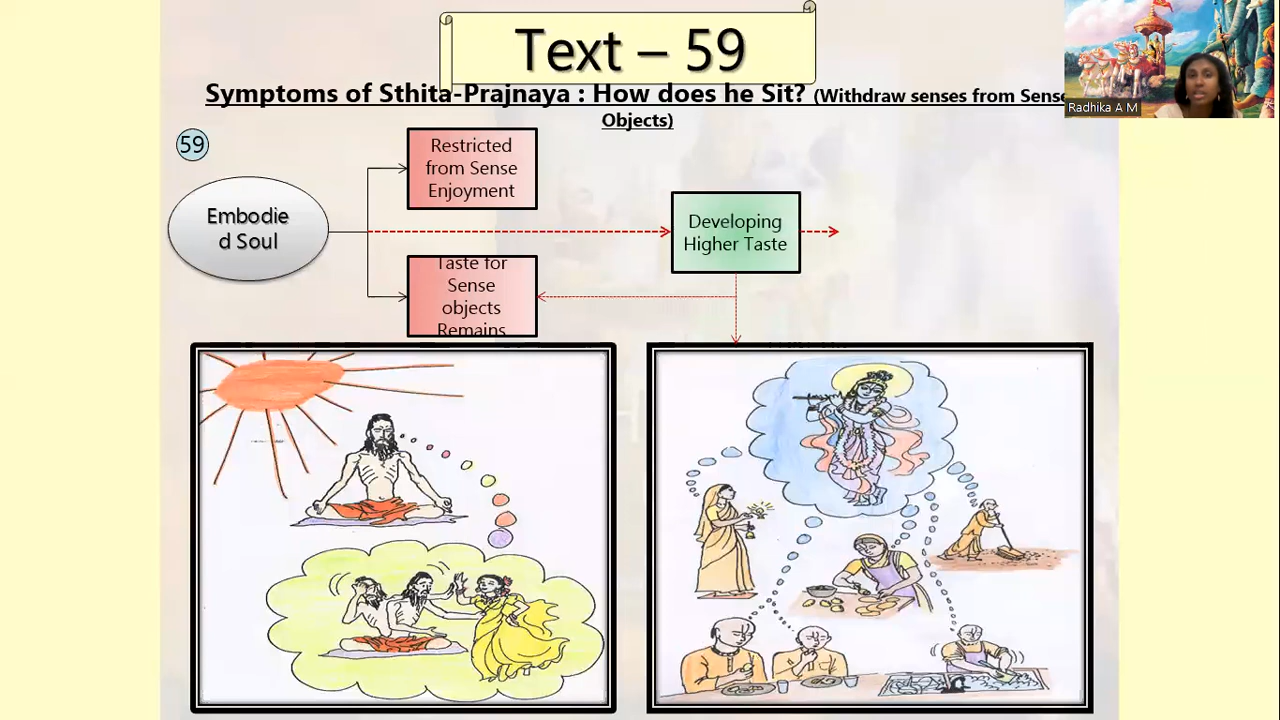 Text – 59
Symptoms of Sthita-Prajnaya : How does he Sit? (Withdraw senses from Sense
Objects)
Radhika A M
59
Embodie
d Soul
Restricted
from Sense
Enjoyment
Developing
Higher Taste
Taste for
Sense
objects
Remains